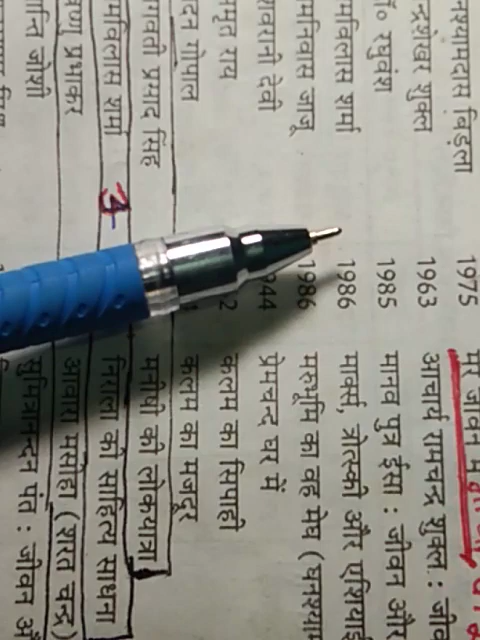 नश्यामदास बिड़ला 1975
न्द्रशेखर शुक्ल 1963 आचार्य रामचन्द्र शुक्ल : जीव
ॉ० रघुवंश 1985 मानव पुत्र ईसा : जीवन और
मविलास शर्मा 1986 मार्क्स, त्रोत्स्की और एशियाई
मनिवास जाजू 1986 मरुभूमि का वह मेघ (घनश्या
वरानी देवी 944 प्रेमचन्द घर में
मृत राय 2 कलम का सिपाही
दन गोपाल कलम का मजदूर
गवती प्रसाद सिंह मनीषी की लोकयात्रा
मविलास शर्मा निराला की साहित्य साधना
ष्णु प्रभाकर आवारा मसीहा (शरत चन्द्र)
ान्ति जोशी सुमित्रानन्दन पंत : जीवन औ